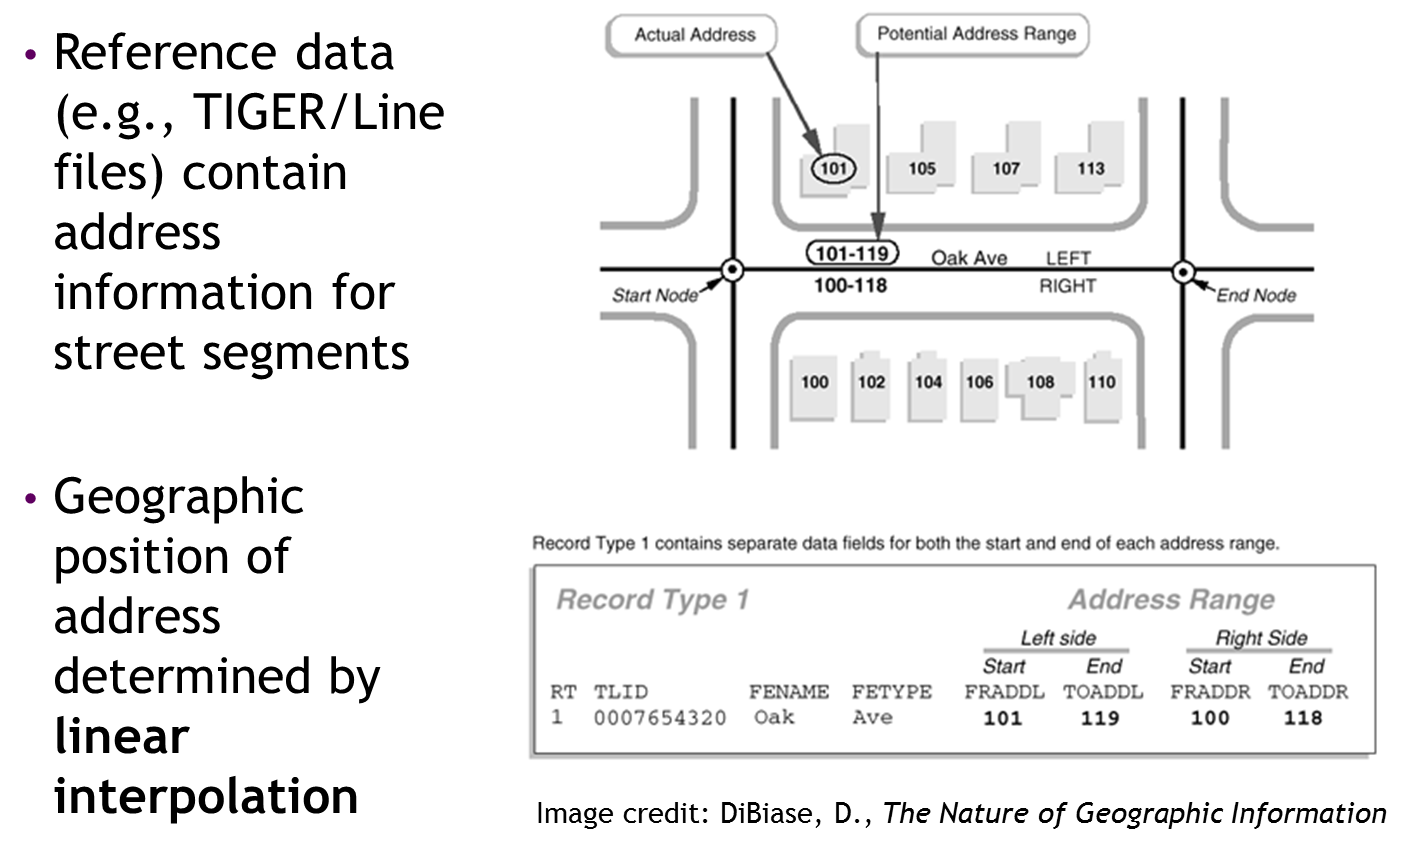 • Reference data
(e.g., TIGER/Line
files) contain
address
information for
street segments
• Geographic
position of
address
determined by
linear
interpolation
Actual Address
Potential Address Range
101 105 107 113
101-119 Oak Ave LEFT
Start Node 100-118 RIGHT End Node
100 102 104 106 108 110
Record Type 1 contains separate data fields for both the start and end of each address range.
Record Type 1 Address Range
Left side Right Side
Start End Start End
RT TLID FENAME FETYPE FRADDL TOADDL FRADDR TOADDR
1 0007654320 Oak Ave 101 119 100 118
Image credit: DiBiase, D., The Nature of Geographic Information